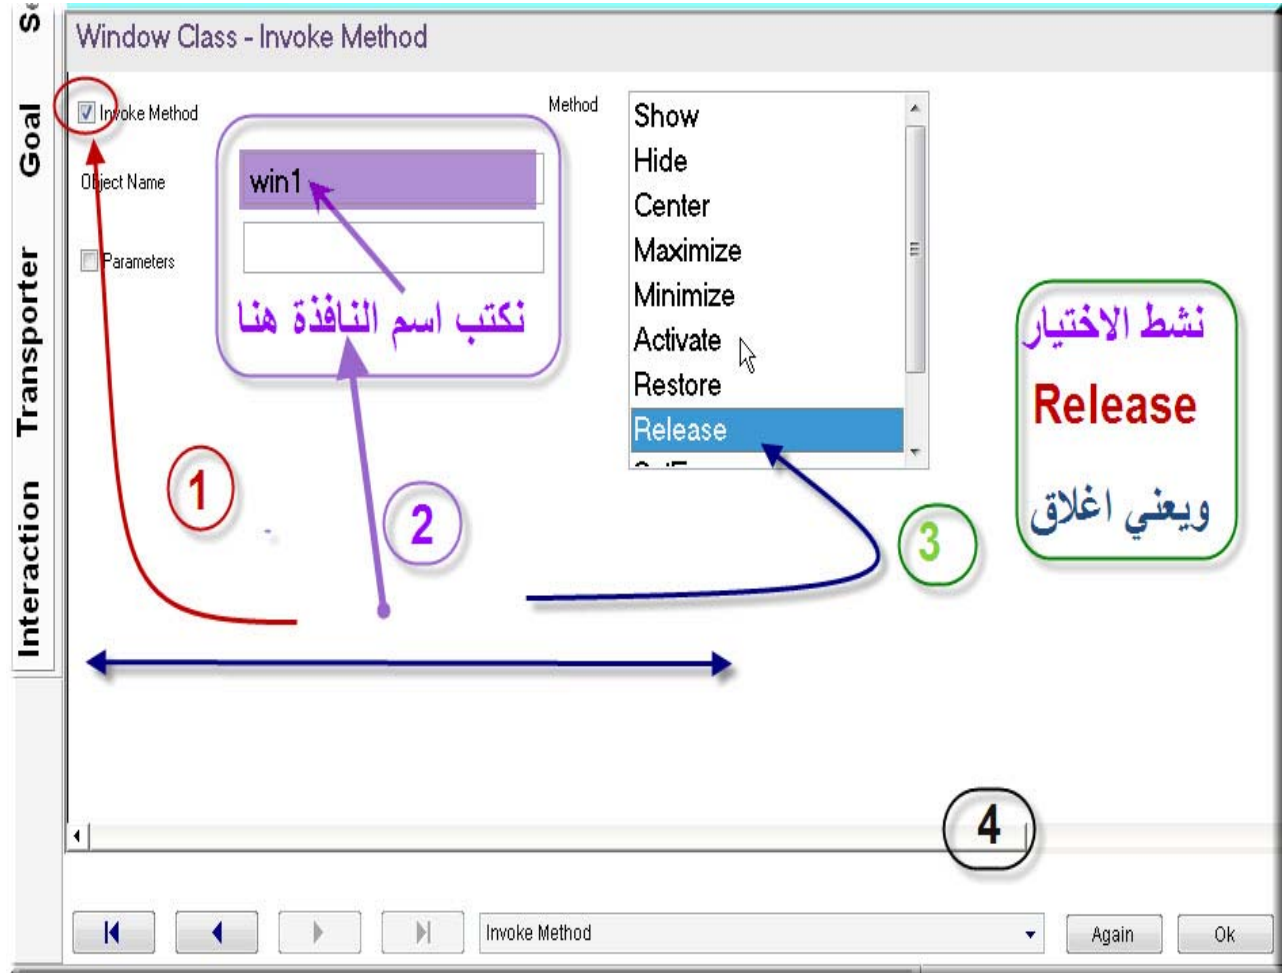 Window Class - Invoke Method
Goal
Transporter
Interaction
Invoke Method
Object Name
win1
Parameters
نكتب اسم النافذة هنا
Method
Show
Hide
Center
Maximize
Minimize
Activate
Restore
Release
نشط الاختيار
Release
ويعني اغلاق
1
2
3
4
Invoke Method
Again
Ok